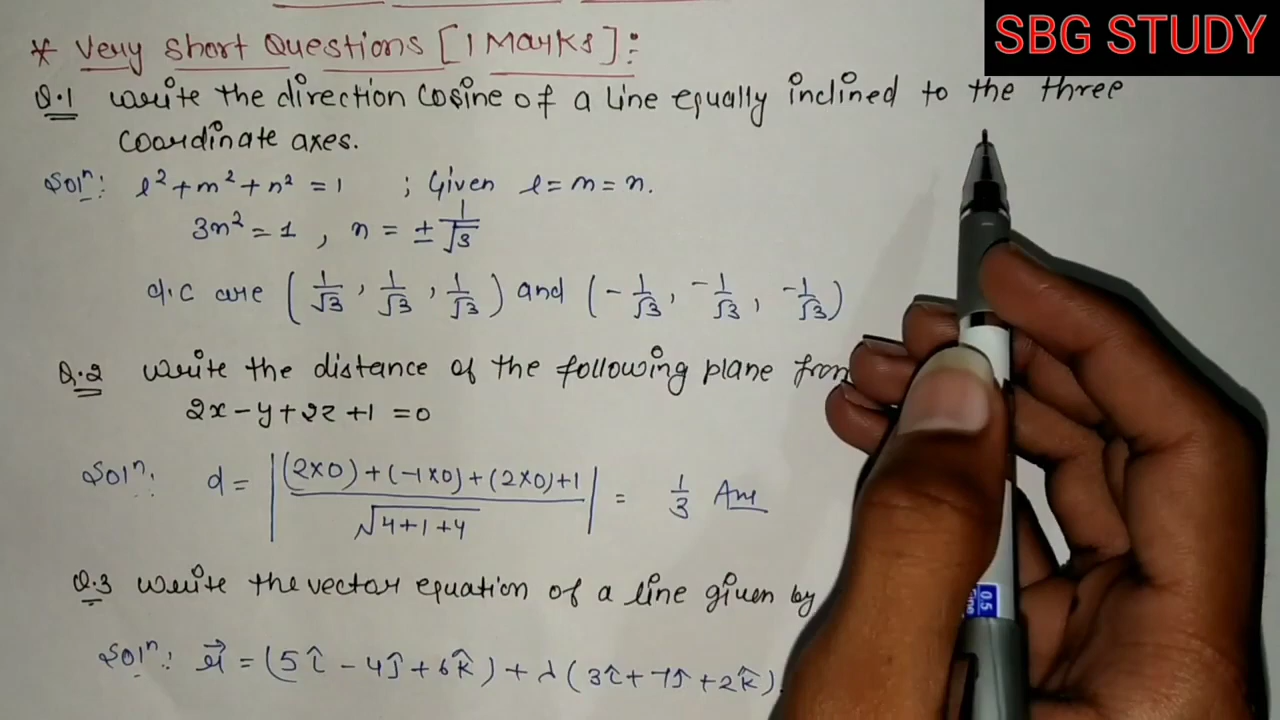 SBG STUDY
* Very Short Questions [1 Marks]:
Q.1 Write the direction cosine of a line equally inclined to the three
coordinate axes.
Solⁿ: l² + m² + n² = 1 ; Given l = m = n.
3n² = 1 , n = ± 1/√3
d.c are (1/√3, 1/√3, 1/√3) and (-1/√3, -1/√3, -1/√3)
Q.2 Write the distance of the following plane from
2x - y + 2z + 1 = 0
Solⁿ: d = |(2×0) + (-1×0) + (2×0) + 1 / √4+1+4| = 1/3 Ans
Q.3 Write the vector equation of a line given by
Solⁿ: r⃗ = (5î - 4ĵ + 6k̂) + λ(3î + 7ĵ + 2k̂).
0.5